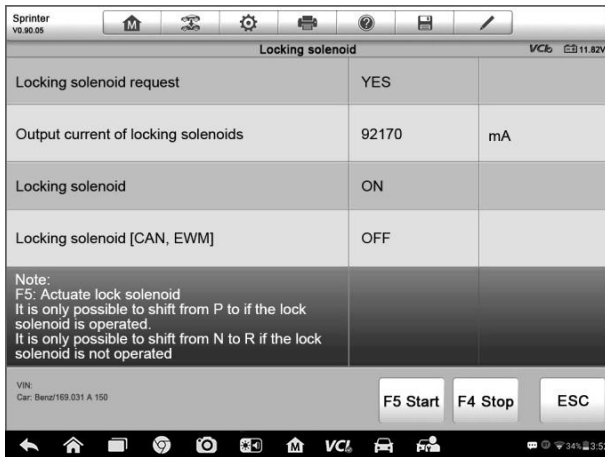 Sprinter
V0.90.05
Locking solenoid
VCI
11.82V
Locking solenoid request YES
Output current of locking solenoids 92170 mA
Locking solenoid ON
Locking solenoid [CAN, EWM] OFF
Note:
F5: Actuate lock solenoid
It is only possible to shift from P to if the lock
solenoid is operated.
It is only possible to shift from N to R if the lock
solenoid is not operated
VIN:
Car: Benz/169.031 A 150
F5 Start F4 Stop ESC
VCI
34%